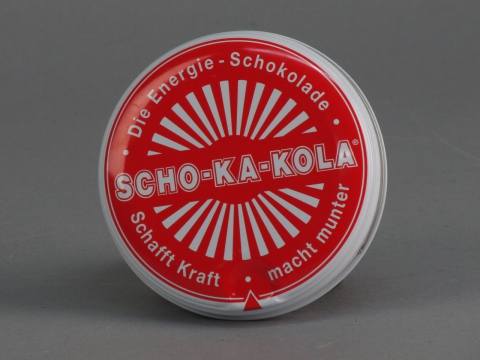 Die Energie-Schokolade
SCHO-KA-KOLA®
Schafft Kraft · macht munter